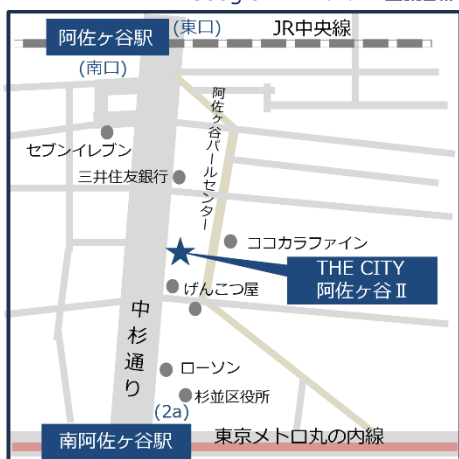 阿佐ヶ谷駅
(東口)
JR中央線
(南口)
阿佐ヶ谷パールセンター
セブンイレブン
三井住友銀行
ココカラファイン
THE CITY
阿佐ヶ谷Ⅱ
げんこつ屋
中杉通り
ローソン
杉並区役所
(2a)
南阿佐ヶ谷駅
東京メトロ丸の内線